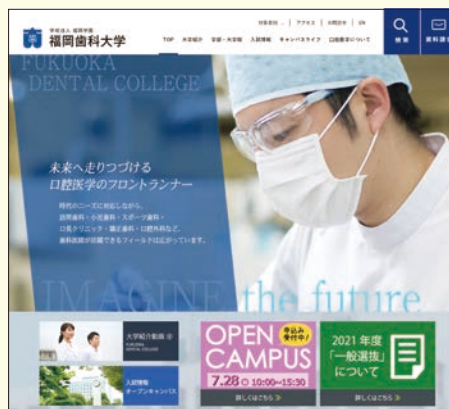 学校法人 福岡学園
福岡歯科大学
対象者別
アクセス
お問合せ
EN
TOP 大学紹介 学部・大学院 入試情報 キャンパスライフ 口腔医学について
検索
資料請
FUKUOKA
DENTAL COLLEGE
未来へ走りつづける
口腔医学のフロントランナー
時代のニーズに対応しながら、
訪問歯科・小児歯科・スポーツ歯科・
口臭クリニック・矯正歯科・口腔外科など、
歯科医師が活躍できるフィールドは広がっています。
IMAGINE the future
大学紹介動画
FUKUOKA
DENTAL COLLEGE
入試情報
オープンキャンパス
OPEN
CAMPUS
申込み
受付中!
7.28 10:00〜15:30
詳しくはこちら
2021年度
「一般選抜」
について
詳しくはこちら